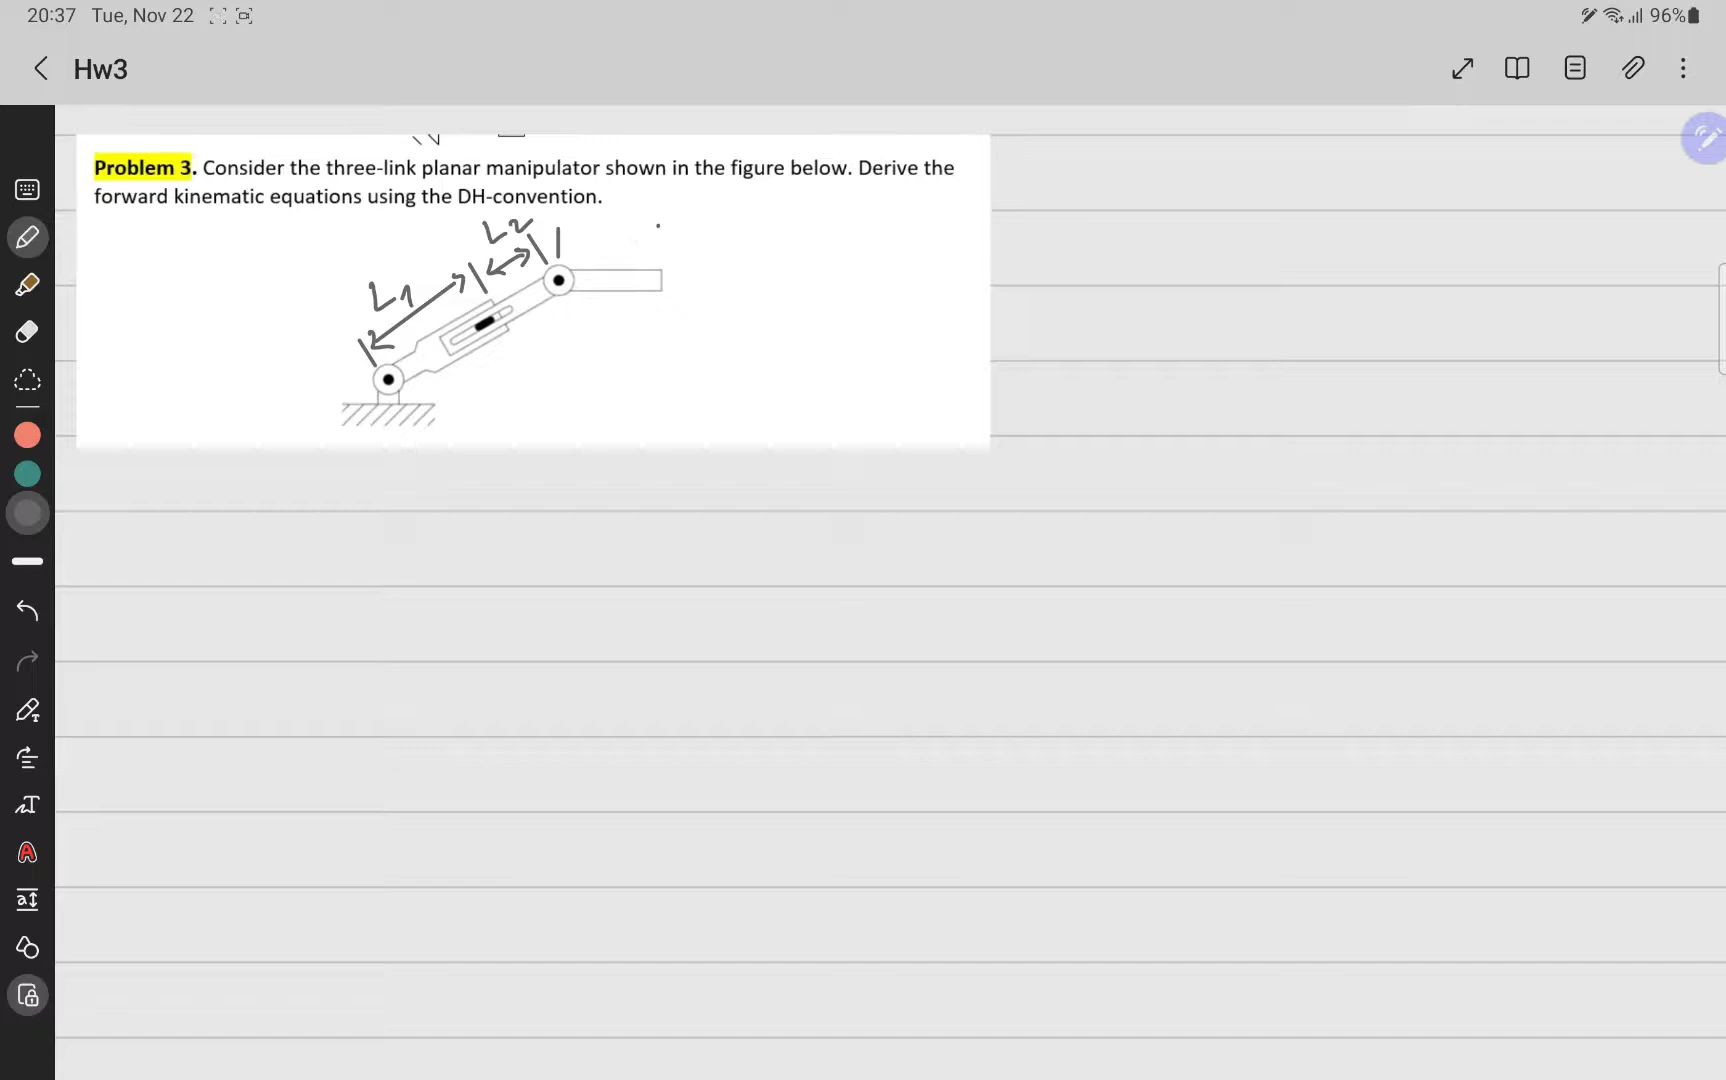 20:37 Tue, Nov 22
96%
Hw3
Problem 3. Consider the three-link planar manipulator shown in the figure below. Derive the
forward kinematic equations using the DH-convention.
L2
L1